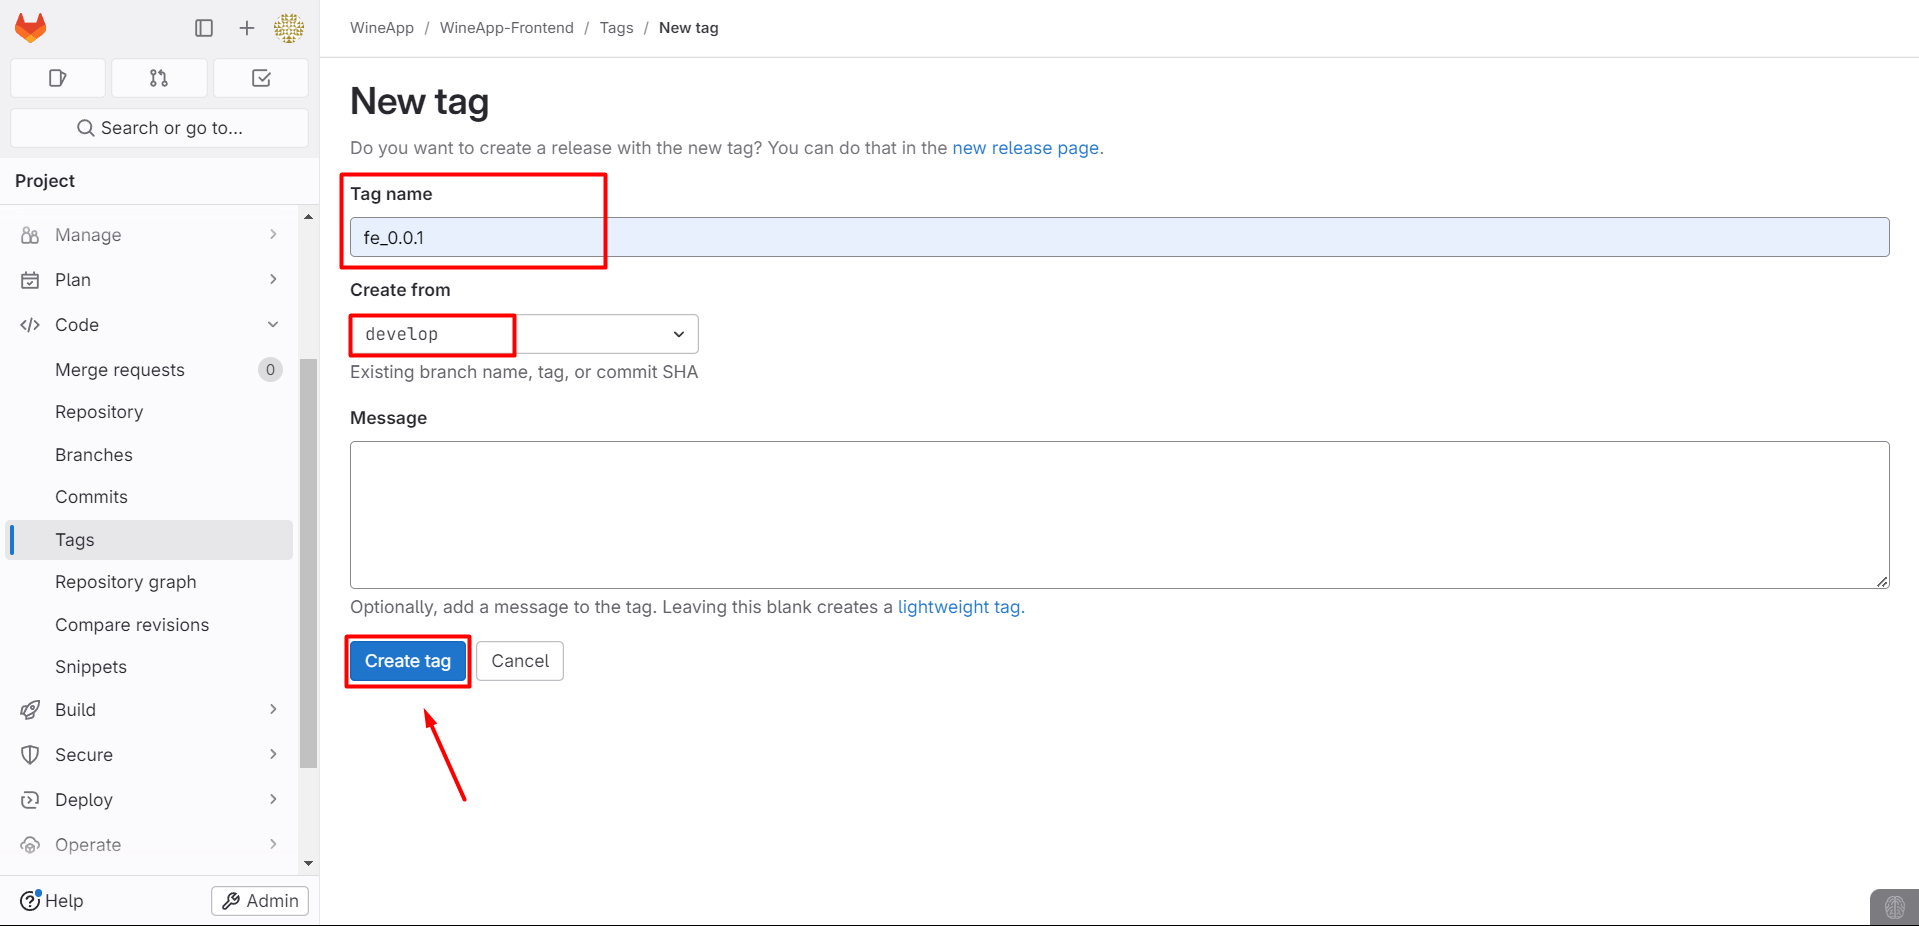 WineApp / WineApp-Frontend / Tags / New tag
Search or go to...
Project
Manage
Plan
Code
Merge requests 0
Repository
Branches
Commits
Tags
Repository graph
Compare revisions
Snippets
Build
Secure
Deploy
Operate
Help
Admin
New tag
Do you want to create a release with the new tag? You can do that in the new release page.
Tag name
fe_0.0.1
Create from
develop
Existing branch name, tag, or commit SHA
Message
Optionally, add a message to the tag. Leaving this blank creates a lightweight tag.
Create tag
Cancel